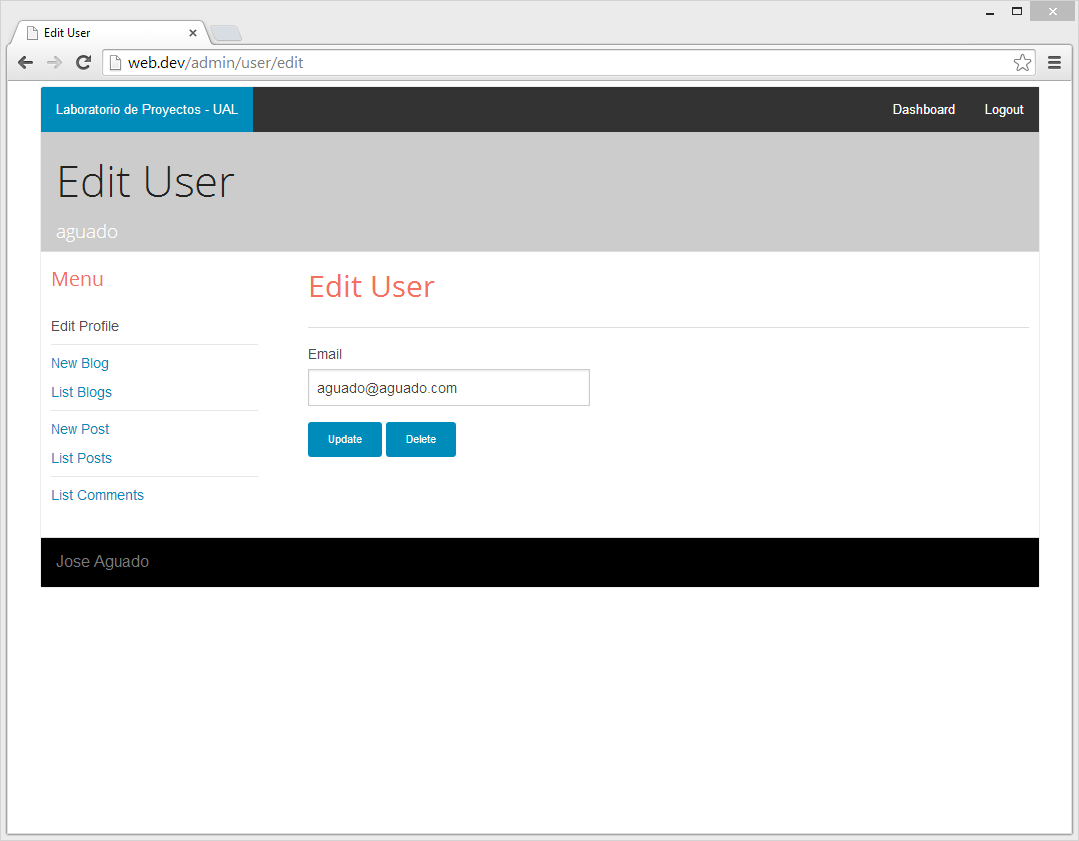 Edit User
web.dev/admin/user/edit
Laboratorio de Proyectos - UAL
Dashboard
Logout
Edit User
aguado
Menu
Edit Profile
New Blog
List Blogs
New Post
List Posts
List Comments
Edit User
Email
aguado@aguado.com
Update
Delete
Jose Aguado